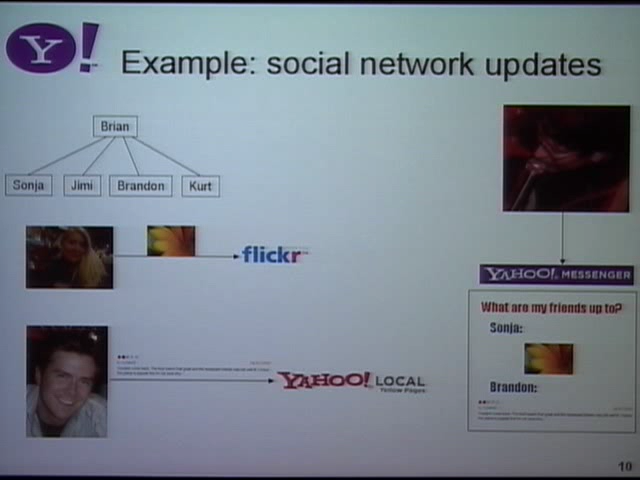 Y!
Example: social network updates
Brian
Sonja
Jimi
Brandon
Kurt
flickr
YAHOO! LOCAL
Yellow Pages
YAHOO! MESSENGER
What are my friends up to?
Sonja:
Brandon:
10